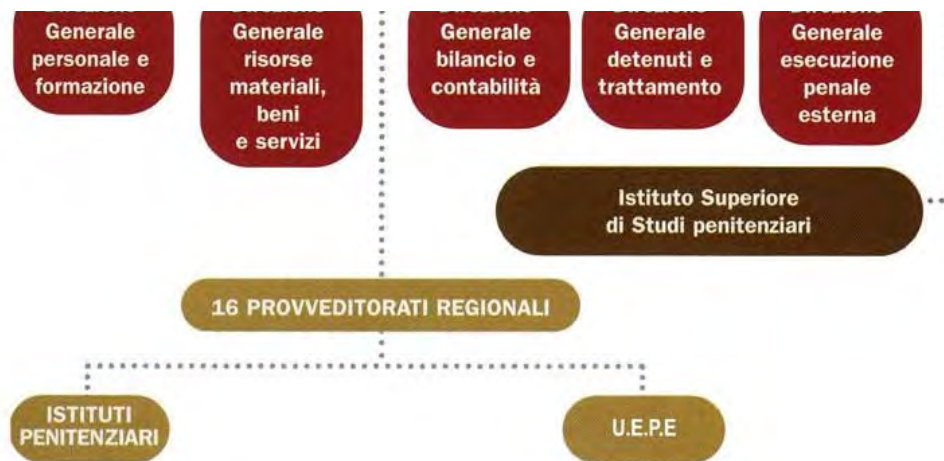 Generale
personale e
formazione
Generale
risorse
materiali,
beni
e servizi
Generale
bilancio e
contabilità
Generale
detenuti e
trattamento
Generale
esecuzione
penale
esterna
Istituto Superiore
di Studi penitenziari
16 PROVVEDITORATI REGIONALI
ISTITUTI
PENITENZIARI
U.E.P.E